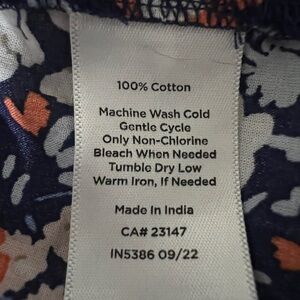 100% Cotton
Machine Wash Cold
Gentle Cycle
Only Non-Chlorine
Bleach When Needed
Tumble Dry Low
Warm Iron, If Needed
Made In India
CA# 23147
IN5386 09/22